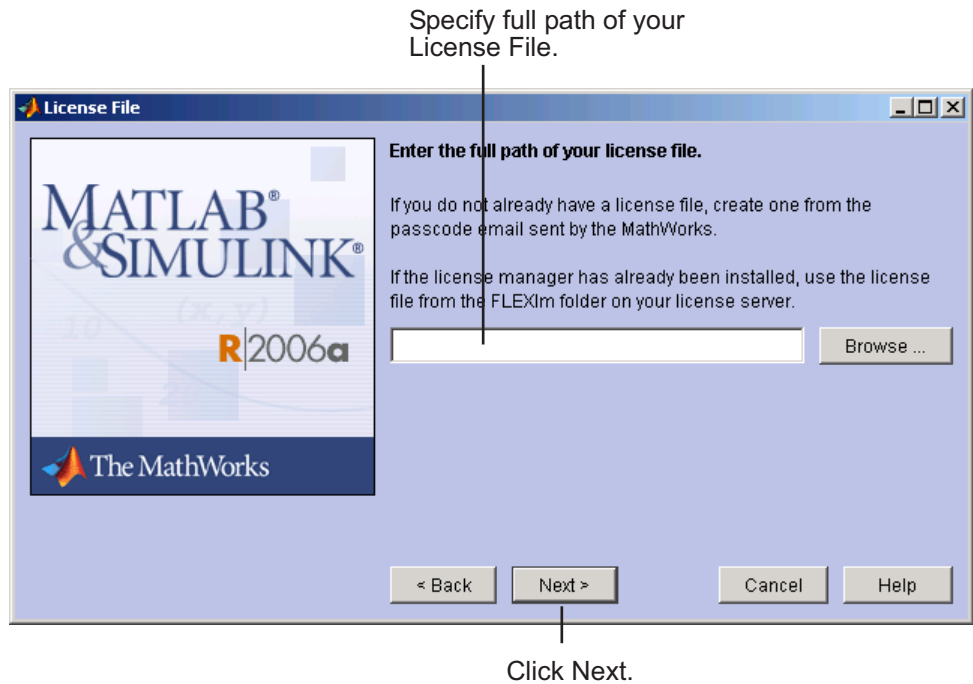 Specify full path of your
License File.
License File
Enter the full path of your license file.
MATLAB®
&SIMULINK®
If you do not already have a license file, create one from the
passcode email sent by the MathWorks.
If the license manager has already been installed, use the license
file from the FLEXlm folder on your license server.
(x, y)
10
R2006a
Browse ...
20
The MathWorks
< Back
Next >
Cancel
Help
Click Next.